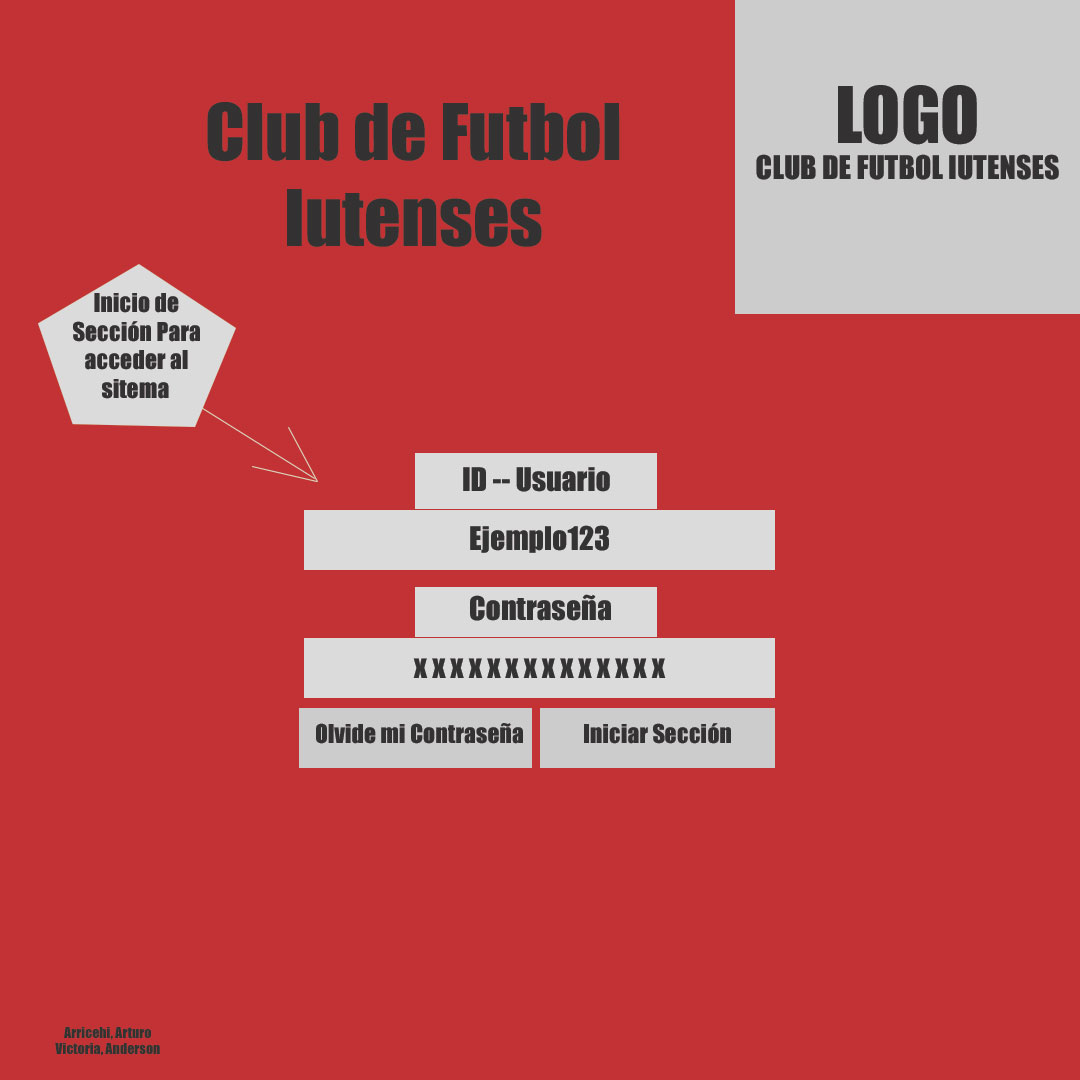 Club de Futbol
Iutenses
LOGO
CLUB DE FUTBOL IUTENSES
Inicio de
Sección Para
acceder al
sitema
ID -- Usuario
Ejemplo123
Contraseña
X X X X X X X X X X X X X X
Olvide mi Contraseña
Iniciar Sección
Arricehi, Arturo
Victoria, Anderson